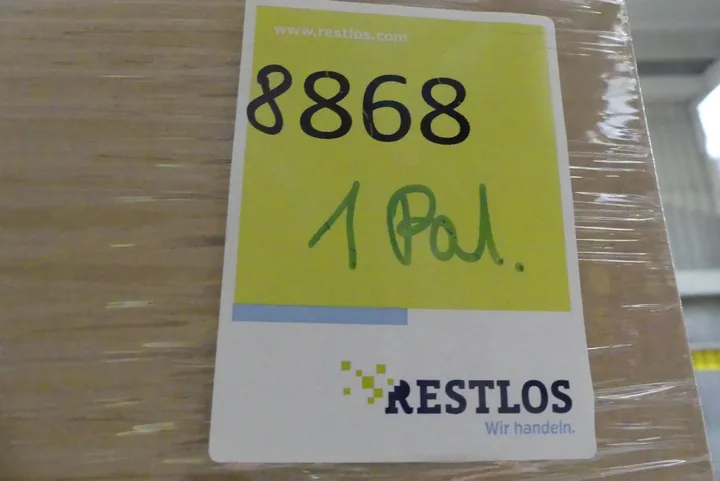 www.restlos.com
8868
1 Pal.
RESTLOS
Wir handeln.